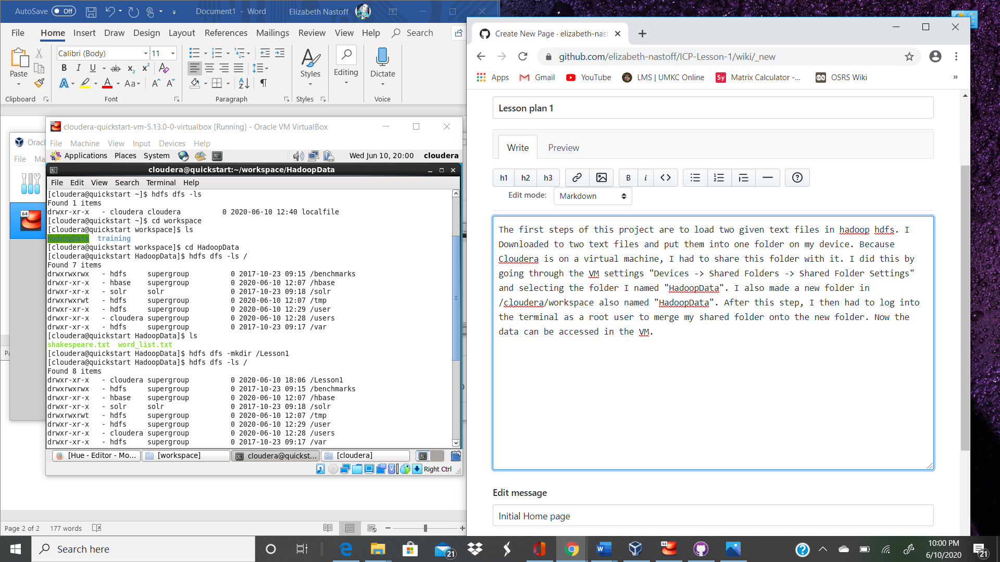 AutoSave Off Document1 - Word Elizabeth Nastoff
File Home Insert Draw Design Layout References Mailings Review View Help Search
Calibri (Body) 11
Paste Styles Editing Dictate
Clipboard Font Paragraph Styles Voice
cloudera-quickstart-vm-5.13.0-0-virtualbox [Running] - Oracle VM VirtualBox
File Machine View Input Devices Help
File
Applications Places System Wed Jun 10, 20:00 cloudera
cloudera@quickstart:~/workspace/HadoopData
File Edit View Search Terminal Help
[cloudera@quickstart ~]$ hdfs dfs -ls
Found 1 items
drwxr-xr-x - cloudera cloudera 0 2020-06-10 12:40 localfile
[cloudera@quickstart ~]$ cd workspace
[cloudera@quickstart workspace]$ ls
HadoopData training
[cloudera@quickstart workspace]$ cd HadoopData
[cloudera@quickstart HadoopData]$ hdfs dfs -ls /
Found 7 items
drwxrwxrwx - hdfs supergroup 0 2017-10-23 09:15 /benchmarks
drwxr-xr-x - hbase supergroup 0 2020-06-10 12:07 /hbase
drwxr-xr-x - solr solr 0 2017-10-23 09:18 /solr
drwxrwxrwt - hdfs supergroup 0 2020-06-10 12:07 /tmp
drwxr-xr-x - hdfs supergroup 0 2020-06-10 12:29 /user
drwxr-xr-x - cloudera supergroup 0 2020-06-10 12:28 /users
drwxr-xr-x - hdfs supergroup 0 2017-10-23 09:17 /var
[cloudera@quickstart HadoopData]$ ls
shakespeare.txt word_list.txt
[cloudera@quickstart HadoopData]$ hdfs dfs -mkdir /Lesson1
[cloudera@quickstart HadoopData]$ hdfs dfs -ls /
Found 8 items
drwxr-xr-x - cloudera supergroup 0 2020-06-10 18:06 /Lesson1
drwxrwxrwx - hdfs supergroup 0 2017-10-23 09:15 /benchmarks
drwxr-xr-x - hbase supergroup 0 2020-06-10 12:07 /hbase
drwxr-xr-x - solr solr 0 2017-10-23 09:18 /solr
drwxrwxrwt - hdfs supergroup 0 2020-06-10 12:07 /tmp
drwxr-xr-x - hdfs supergroup 0 2020-06-10 12:29 /user
drwxr-xr-x - cloudera supergroup 0 2020-06-10 12:28 /users
drwxr-xr-x - hdfs supergroup 0 2017-10-23 09:17 /var
[Hue - Editor - Mo... [workspace] cloudera@quickst... [cloudera]
Right Ctrl
Page 2 of 2 177 words
Create New Page · elizabeth-nast
github.com/elizabeth-nastoff/ICP-Lesson-1/wiki/_new
Apps Gmail YouTube LMS | UMKC Online Sy Matrix Calculator -... OSRS Wiki »
Lesson plan 1
Write Preview
h1 h2 h3 B i
Edit mode: Markdown
The first steps of this project are to load two given text files in hadoop hdfs. I
Downloaded to two text files and put them into one folder on my device. Because
Cloudera is on a virtual machine, I had to share this folder with it. I did this by
going through the VM settings "Devices -> Shared Folders -> Shared Folder Settings"
and selecting the folder I named "HadoopData". I also made a new folder in
/cloudera/workspace also named "HadoopData". After this step, I then had to log into
the terminal as a root user to merge my shared folder onto the new folder. Now the
data can be accessed in the VM.
Edit message
Initial Home page
Search here
21
10:00 PM
6/10/2020
21